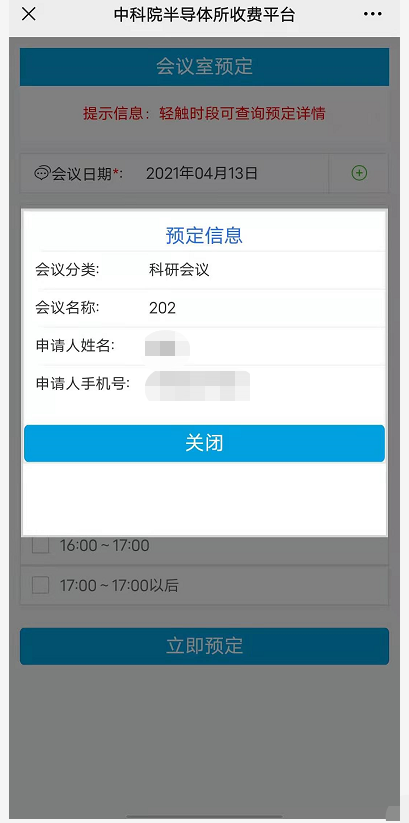 中科院半导体所收费平台
会议室预定
提示信息：轻触时段可查询预定详情
会议日期*： 2021年04月13日
预定信息
会议分类: 科研会议
会议名称: 202
申请人姓名:
申请人手机号:
关闭
16:00～17:00
17:00～17:00以后
立即预定